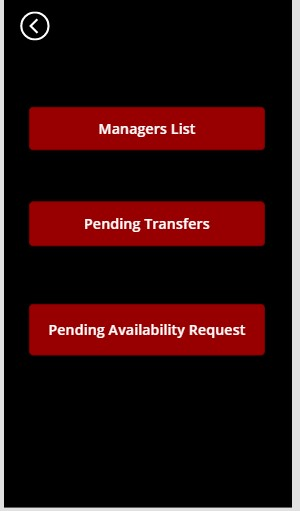 Managers List
Pending Transfers
Pending Availability Request